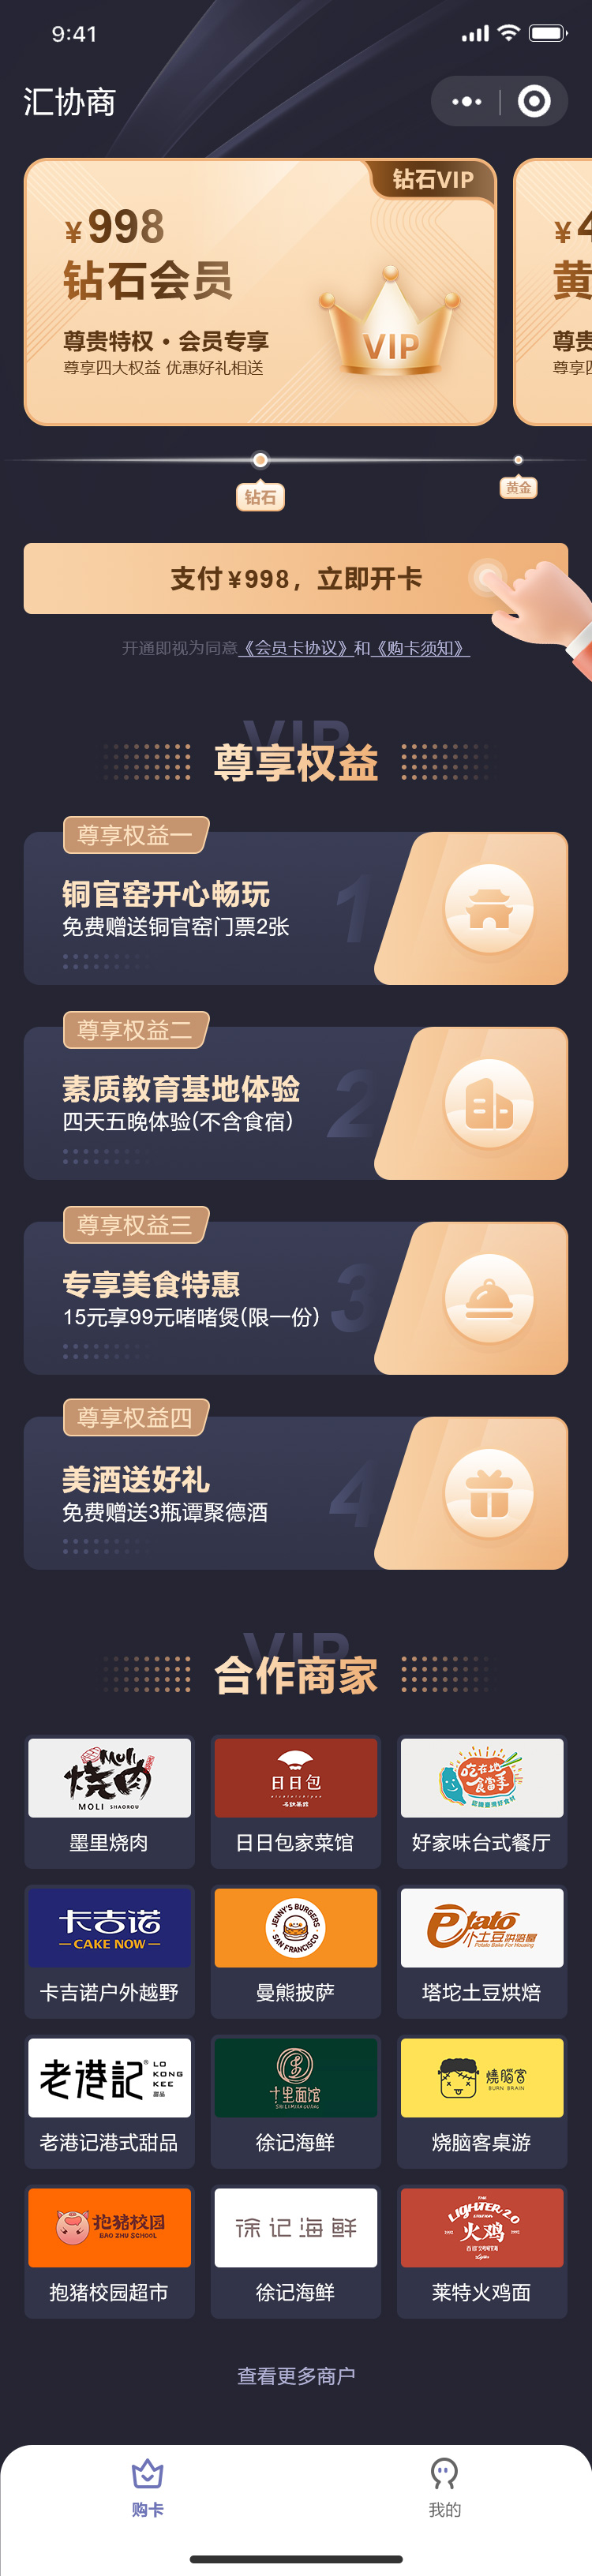 9:41
汇协商
钻石VIP
¥998
¥4
钻石会员
黄
尊贵特权·会员专享
尊贵
尊享四大权益 优惠好礼相送
尊享四
VIP
钻石
黄金
支付¥998，立即开卡
开通即视为同意《会员卡协议》和《购卡须知》
VIP
尊享权益
尊享权益一
铜官窑开心畅玩
免费赠送铜官窑门票2张
1
尊享权益二
素质教育基地体验
四天五晚体验(不含食宿)
2
尊享权益三
专享美食特惠
15元享99元啫啫煲(限一份)
3
尊享权益四
美酒送好礼
免费赠送3瓶谭聚德酒
4
VIP
合作商家
Moli
烧肉
MOLI SHAOROU
墨里烧肉
日日包
日日包家菜馆
吃在此
食當季
好家味台式餐厅
卡吉诺
CAKE NOW
卡吉诺户外越野
JENNY'S BURGERS
SAN FRANCISCO
曼熊披萨
Potato
小土豆烘焙屋
Potato Bake For Housing
塔坨土豆烘焙
老港記
LO
KONG
KEE
甜品
老港记港式甜品
十里面馆
SHI LI MIAN GUANG
徐记海鲜
燒腦客
BURN BRAIN
烧脑客桌游
抱猪校园
BAO ZHU SCHOOL
抱猪校园超市
徐记海鲜
徐记海鲜
LIGHTER 2.0
火鸡
莱特火鸡面
查看更多商户
购卡
我的